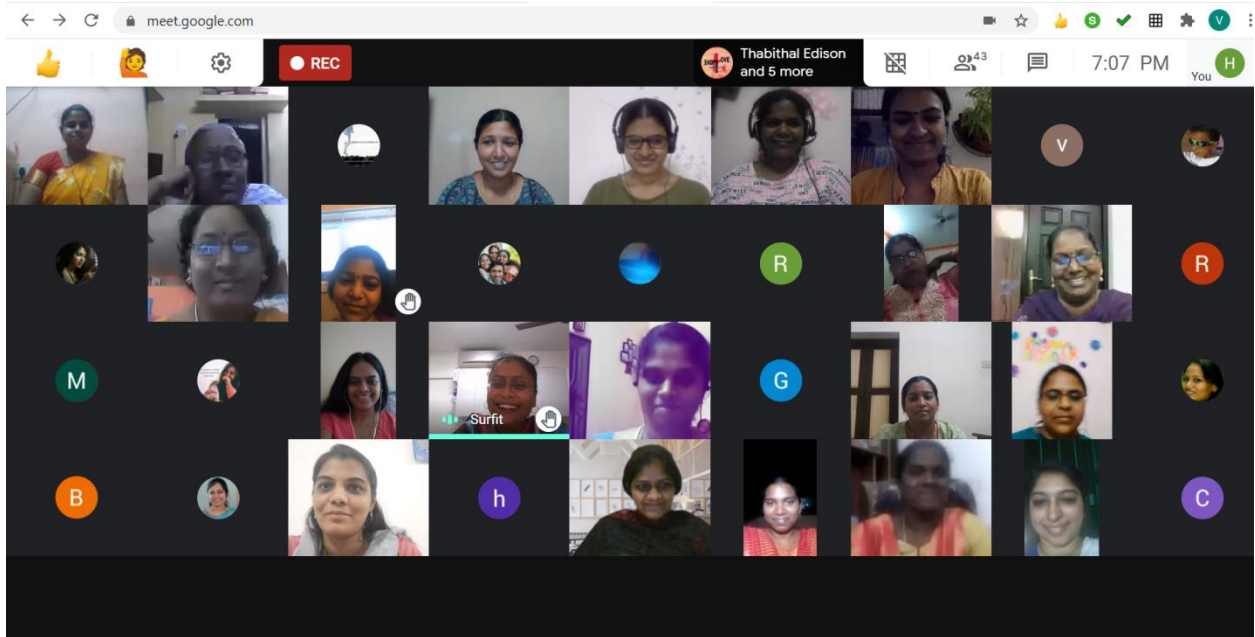 meet.google.com
S
V
REC
Thabithal Edison
and 5 more
43
7:07 PM
You
H
V
R
R
M
Surfit
G
B
h
C